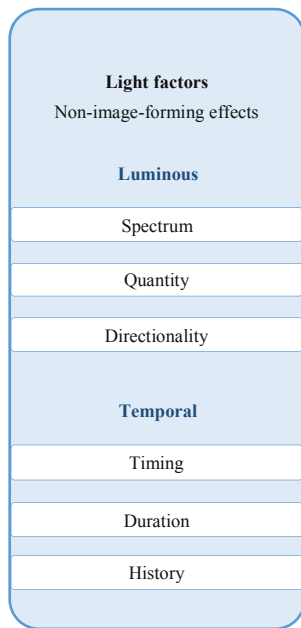 Light factors
Non-image-forming effects
Luminous
Spectrum
Quantity
Directionality
Temporal
Timing
Duration
History